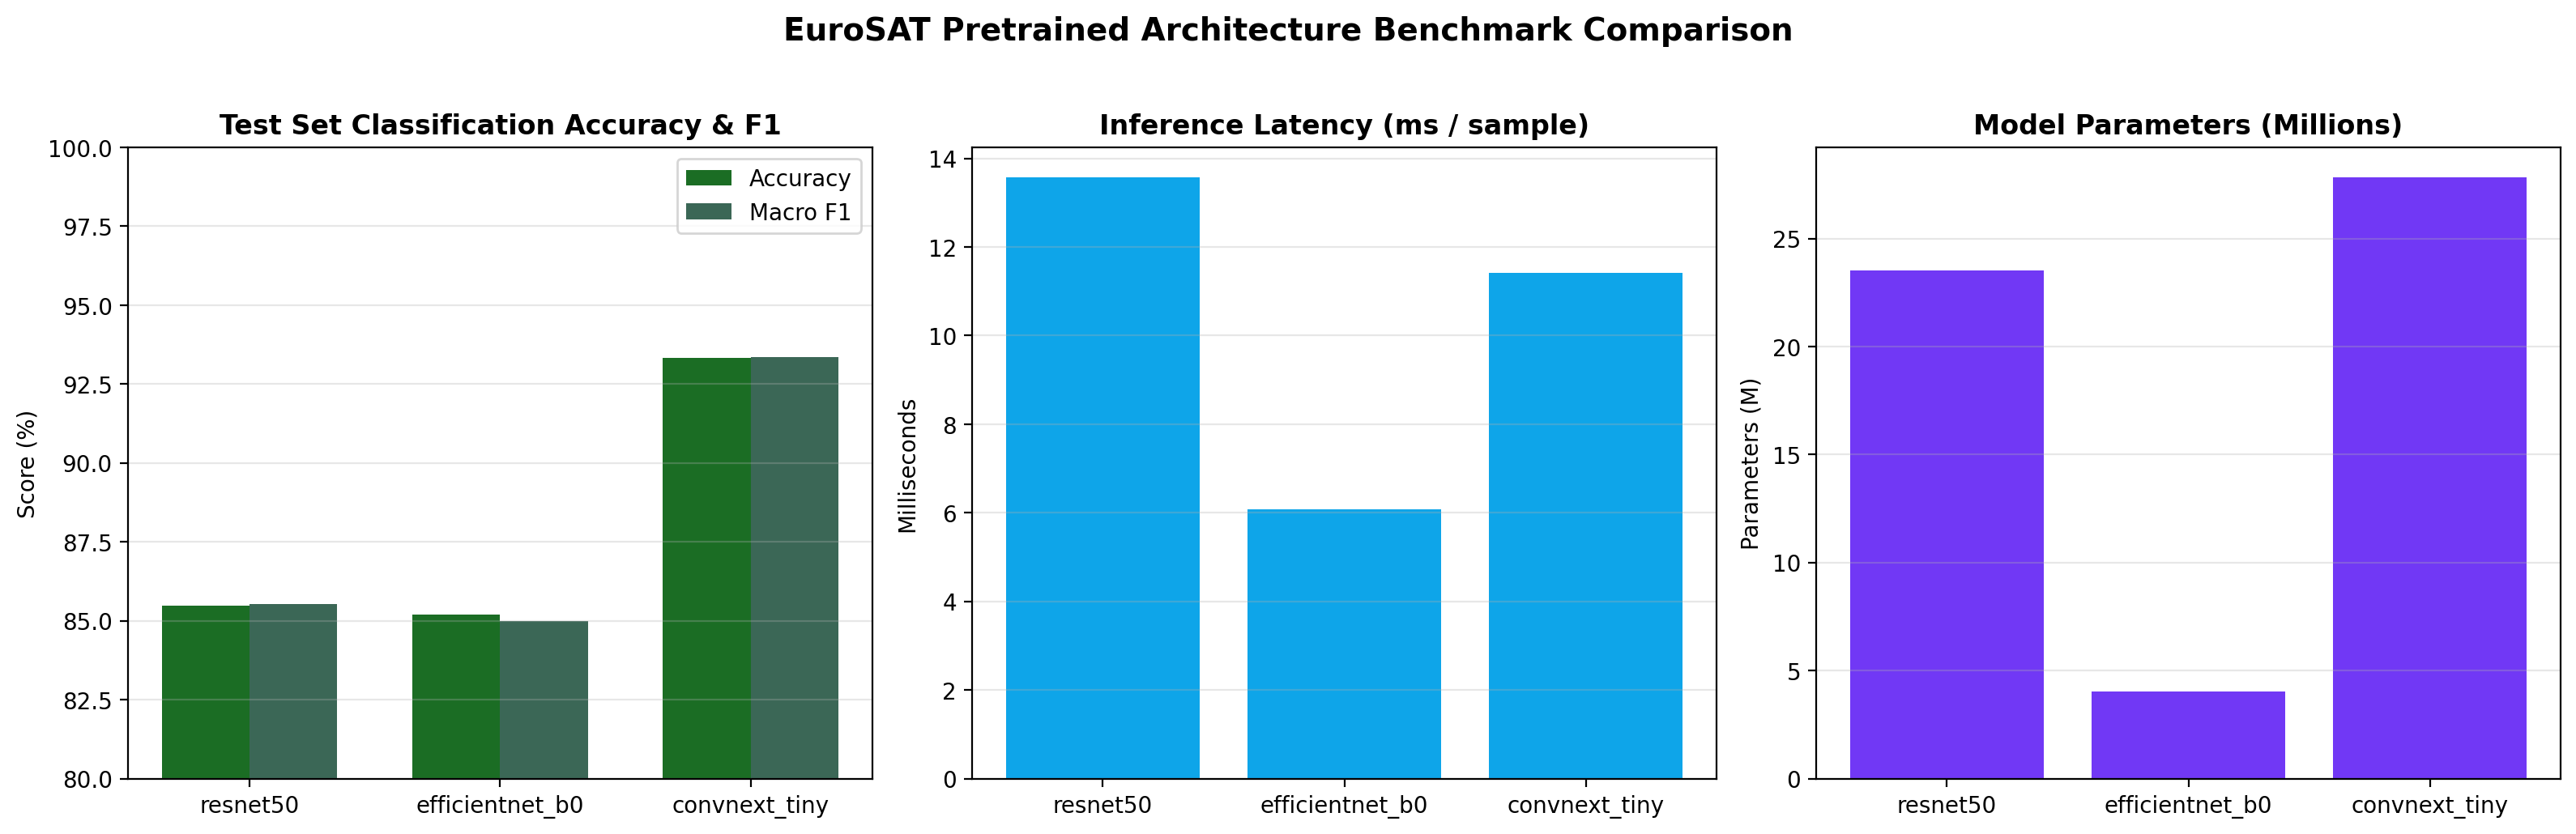 EuroSAT Pretrained Architecture Benchmark Comparison
Test Set Classification Accuracy & F1
Score (%)
100.0
97.5
95.0
92.5
90.0
87.5
85.0
82.5
80.0
Accuracy
Macro F1
resnet50
efficientnet_b0
convnext_tiny
Inference Latency (ms / sample)
Milliseconds
14
12
10
8
6
4
2
0
resnet50
efficientnet_b0
convnext_tiny
Model Parameters (Millions)
Parameters (M)
25
20
15
10
5
0
resnet50
efficientnet_b0
convnext_tiny